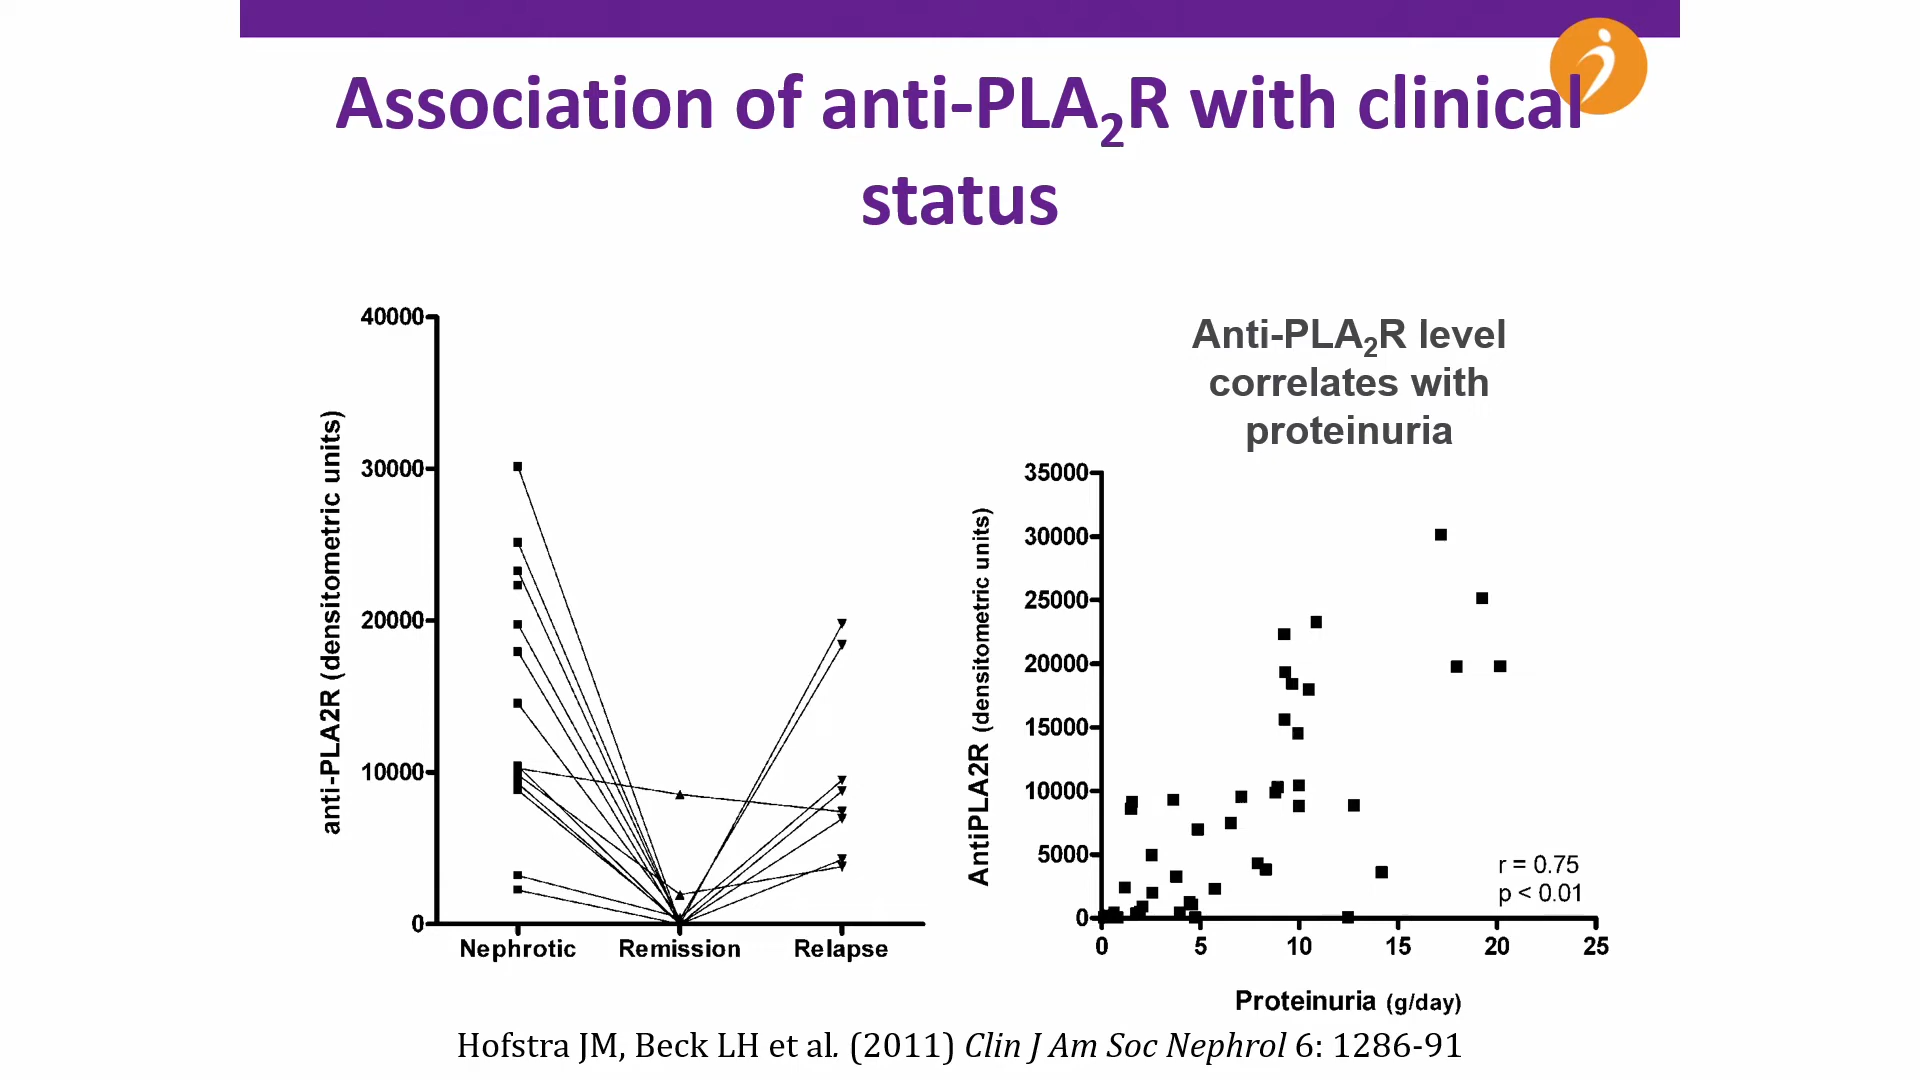 Association of anti-PLA₂R with clinical
status
anti-PLA2R (densitometric units)
40000
30000
20000
10000
0
Nephrotic Remission Relapse
Anti-PLA₂R level
correlates with
proteinuria
AntiPLA2R (densitometric units)
35000
30000
25000
20000
15000
10000
5000
0
r = 0.75
p < 0.01
0 5 10 15 20 25
Proteinuria (g/day)
Hofstra JM, Beck LH et al. (2011) Clin J Am Soc Nephrol 6: 1286-91